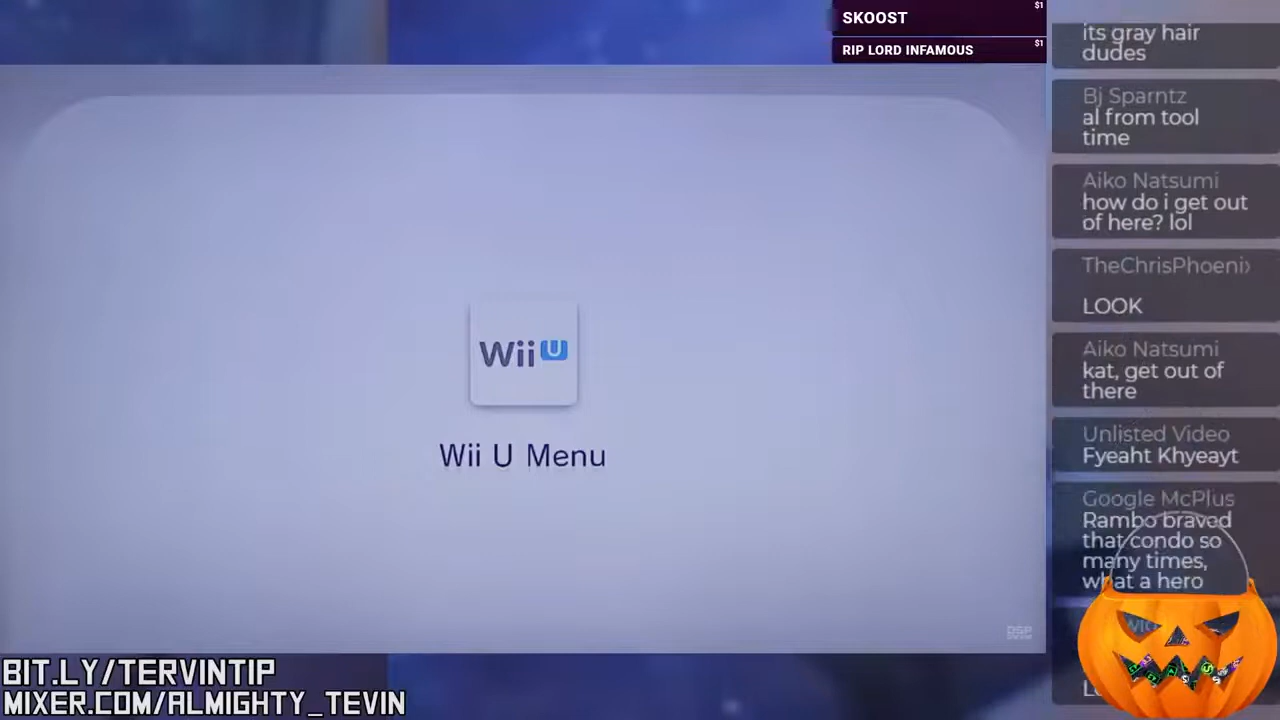 SKOOST
$1
RIP LORD INFAMOUS
$1
its gray hair
dudes
Bj Sparntz
al from tool
time
Aiko Natsumi
how do i get out
of here? lol
TheChrisPhoenix
LOOK
Aiko Natsumi
kat, get out of
there
Unlisted Video
Fyeaht Khyeayt
Google McPlus
Rambo braved
that condo so
many times,
what a hero
Wii U
Wii U Menu
DSP
BIT.LY/TERVINTIP
MIXER.COM/ALMIGHTY_TEVIN